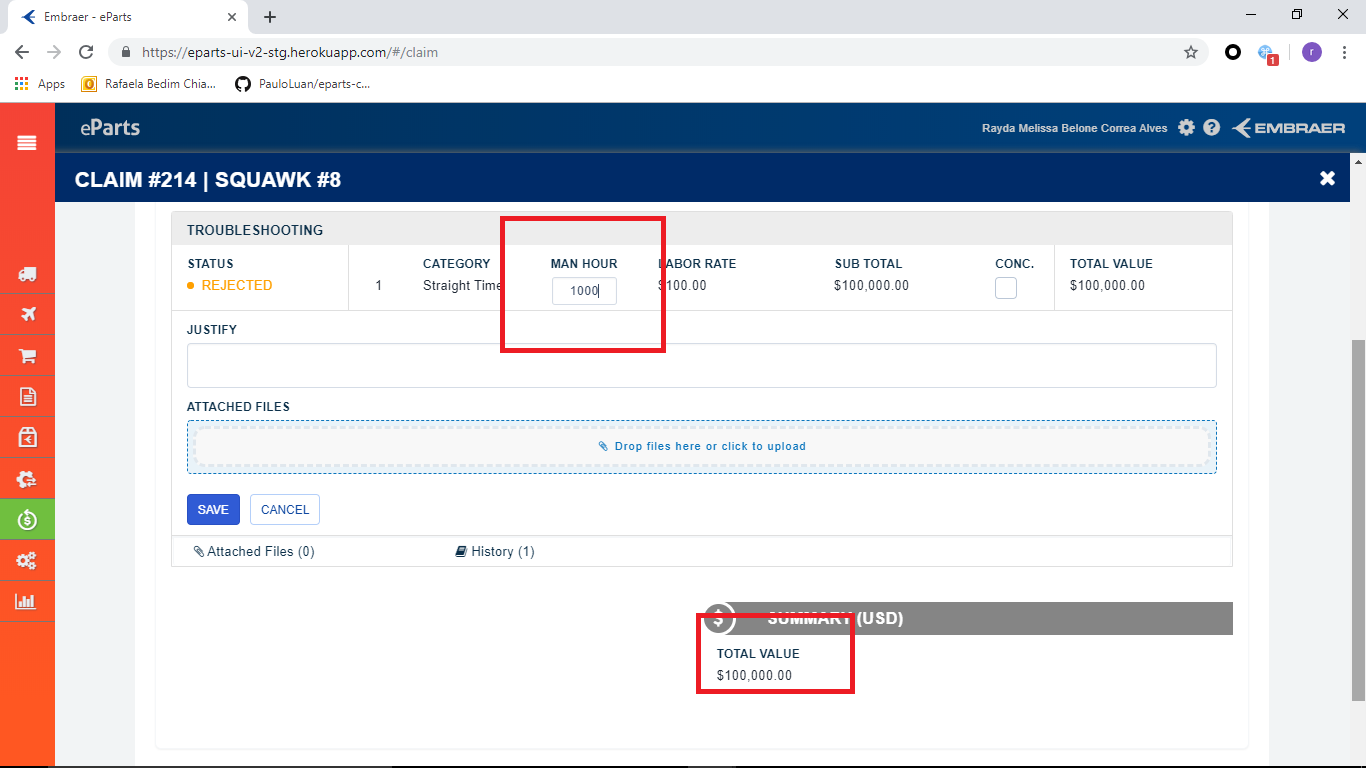 Embraer - eParts
https://eparts-ui-v2-stg.herokuapp.com/#/claim
1
r
Apps
Rafaela Bedim Chia...
PauloLuan/eparts-c...
eParts
Rayda Melissa Belone Correa Alves
EMBRAER
CLAIM #214 | SQUAWK #8
TROUBLESHOOTING
STATUS CATEGORY MAN HOUR LABOR RATE SUB TOTAL CONC. TOTAL VALUE
REJECTED 1 Straight Time 1000 $100.00 $100,000.00 $100,000.00
JUSTIFY
ATTACHED FILES
Drop files here or click to upload
SAVE CANCEL
Attached Files (0) History (1)
$ SUMMARY (USD)
TOTAL VALUE
$100,000.00